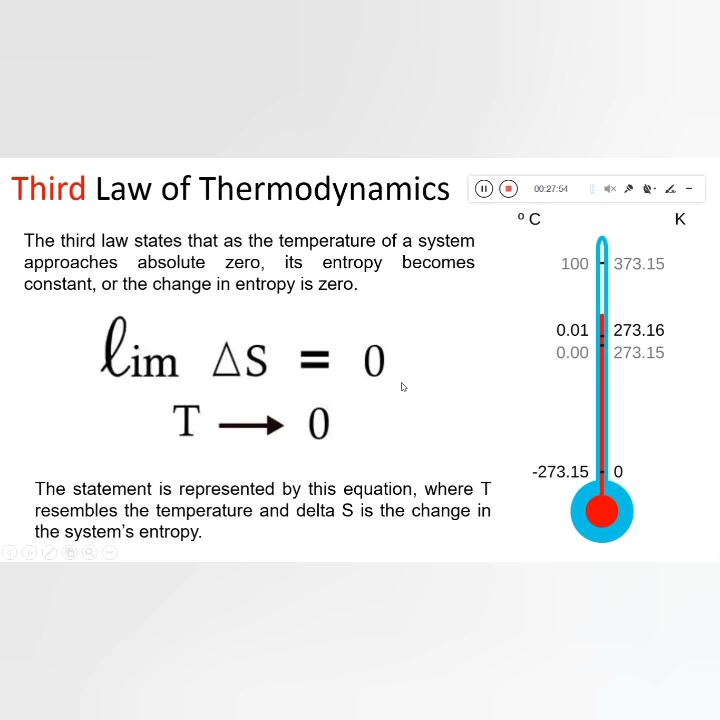 Third Law of Thermodynamics
00:27:54
The third law states that as the temperature of a system
approaches absolute zero, its entropy becomes
constant, or the change in entropy is zero.
lim ΔS = 0
T → 0
The statement is represented by this equation, where T
resembles the temperature and delta S is the change in
the system's entropy.
º C K
100 373.15
0.01 273.16
0.00 273.15
-273.15 0